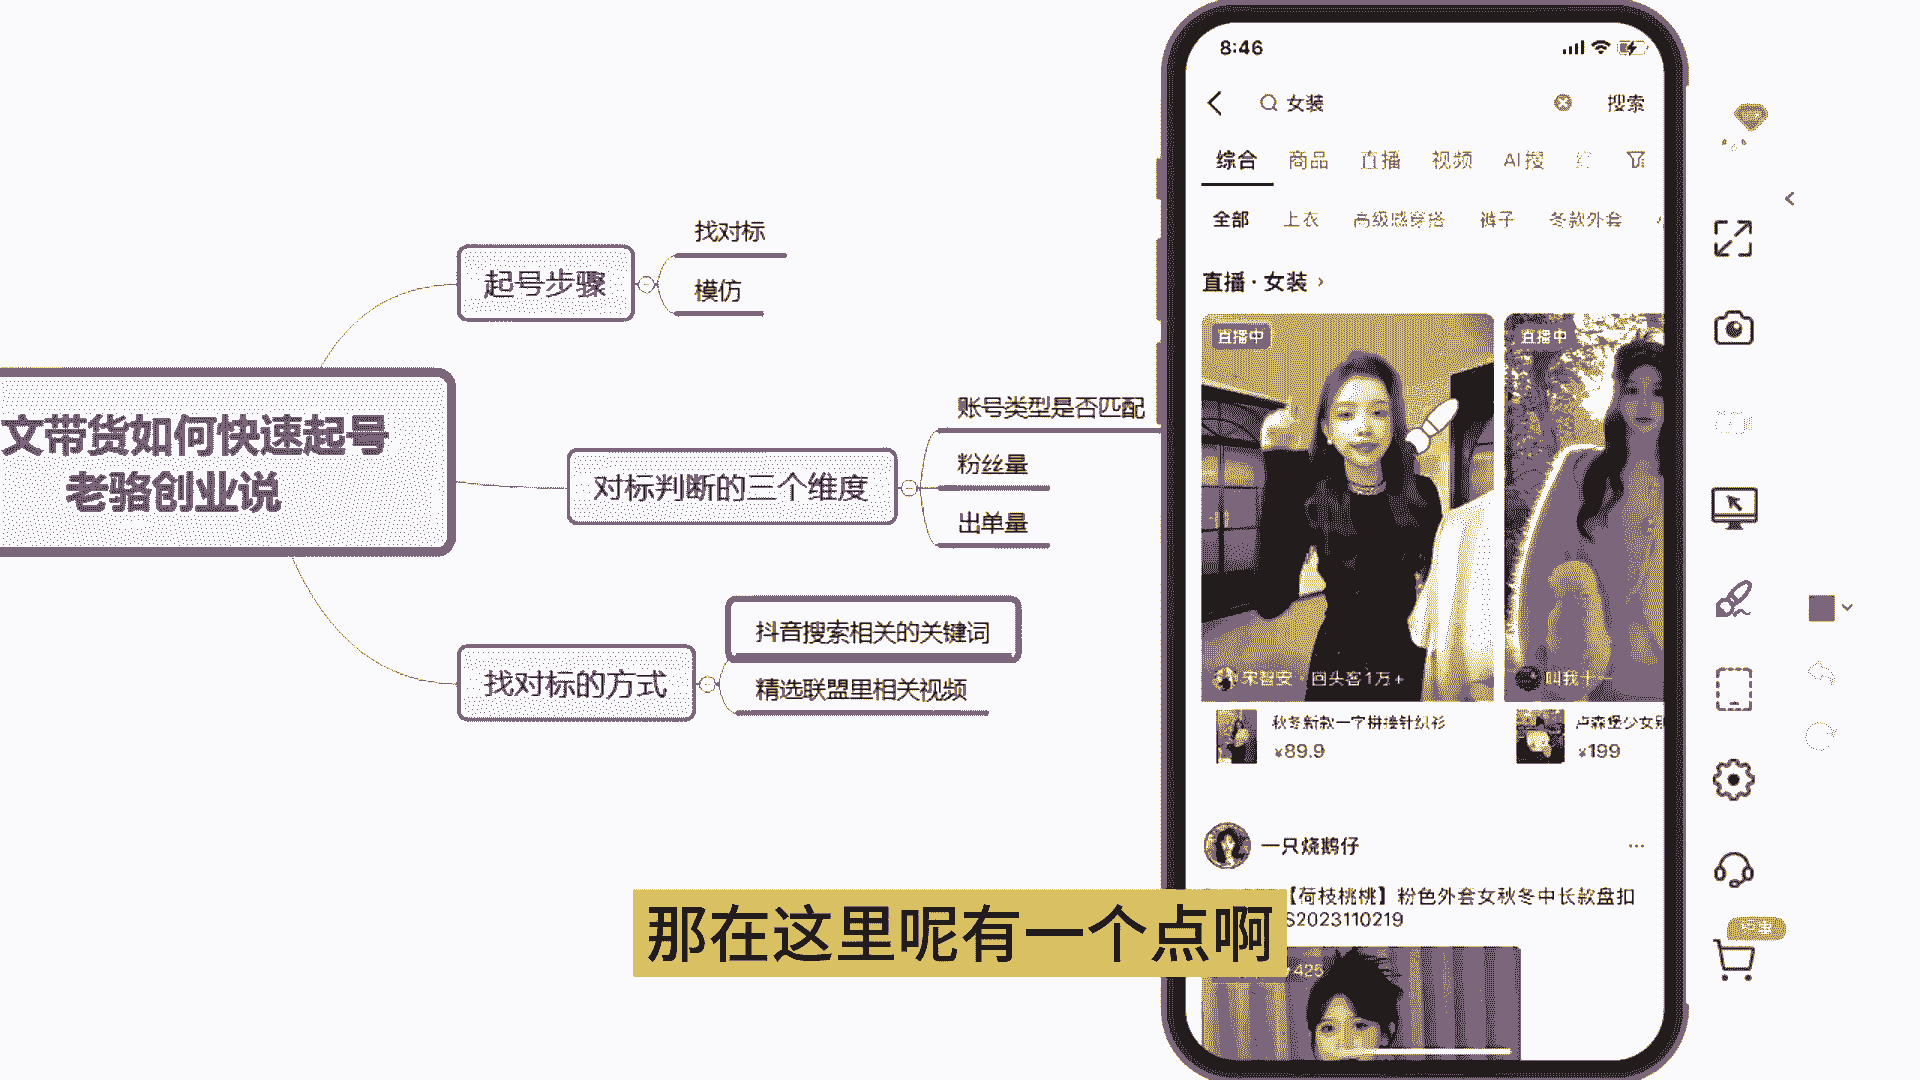 文带货如何快速起号
老骆创业说
起号步骤
找对标
模仿
对标判断的三个维度
账号类型是否匹配
粉丝量
出单量
找对标的方式
抖音搜索相关的关键词
精选联盟里相关视频
8:46
女装
搜索
综合 商品 直播 视频 AI搜
全部 上衣 高级感穿搭 裤子 冬款外套
直播·女装
直播中
直播中
宋智安 回头客1万+
叫我十一
秋冬新款一字拼接针织衫
¥89.9
卢森堡少女
¥199
一只烧鹅仔
【荷枝桃桃】粉色外套女秋冬中长款盘扣
S2023110219
425
那在这里呢有一个点啊